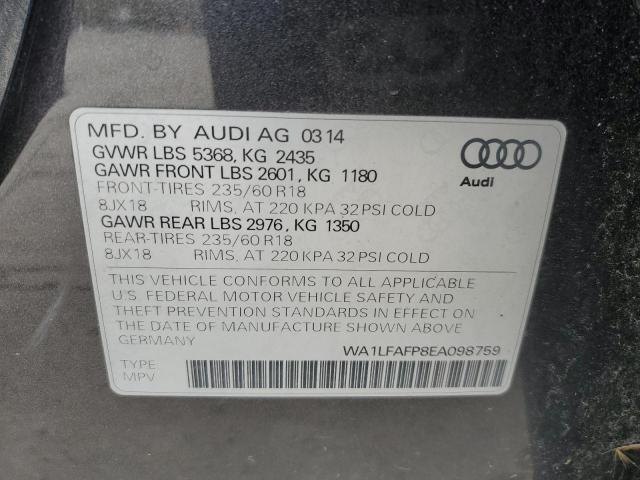 MFD. BY AUDI AG 0314
GVWR LBS 5368, KG 2435
GAWR FRONT LBS 2601, KG 1180
FRONT-TIRES 235/60 R18
8JX18 RIMS, AT 220 KPA 32 PSI COLD
GAWR REAR LBS 2976, KG 1350
REAR-TIRES 235/60 R18
8JX18 RIMS, AT 220 KPA 32 PSI COLD
Audi
THIS VEHICLE CONFORMS TO ALL APPLICABLE
U.S. FEDERAL MOTOR VEHICLE SAFETY AND
THEFT PREVENTION STANDARDS IN EFFECT ON
THE DATE OF MANUFACTURE SHOWN ABOVE
GERMANY
WA1LFAFP8EA098759
TYPE
MPV